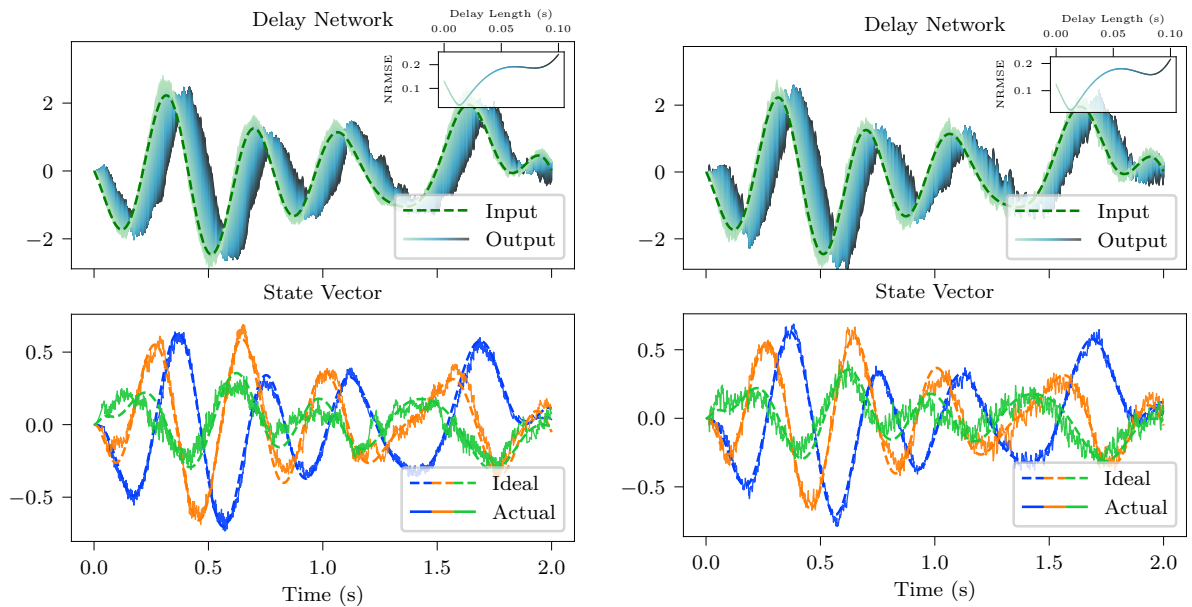 Delay Network
Delay Length (s)
0.00 0.05 0.10
NRMSE
0.2
0.1
2
0
−2
Input
Output
State Vector
0.5
0.0
−0.5
Ideal
Actual
0.0 0.5 1.0 1.5 2.0
Time (s)
Delay Network
Delay Length (s)
0.00 0.05 0.10
NRMSE
0.2
0.1
2
0
−2
Input
Output
State Vector
0.5
0.0
−0.5
Ideal
Actual
0.0 0.5 1.0 1.5 2.0
Time (s)